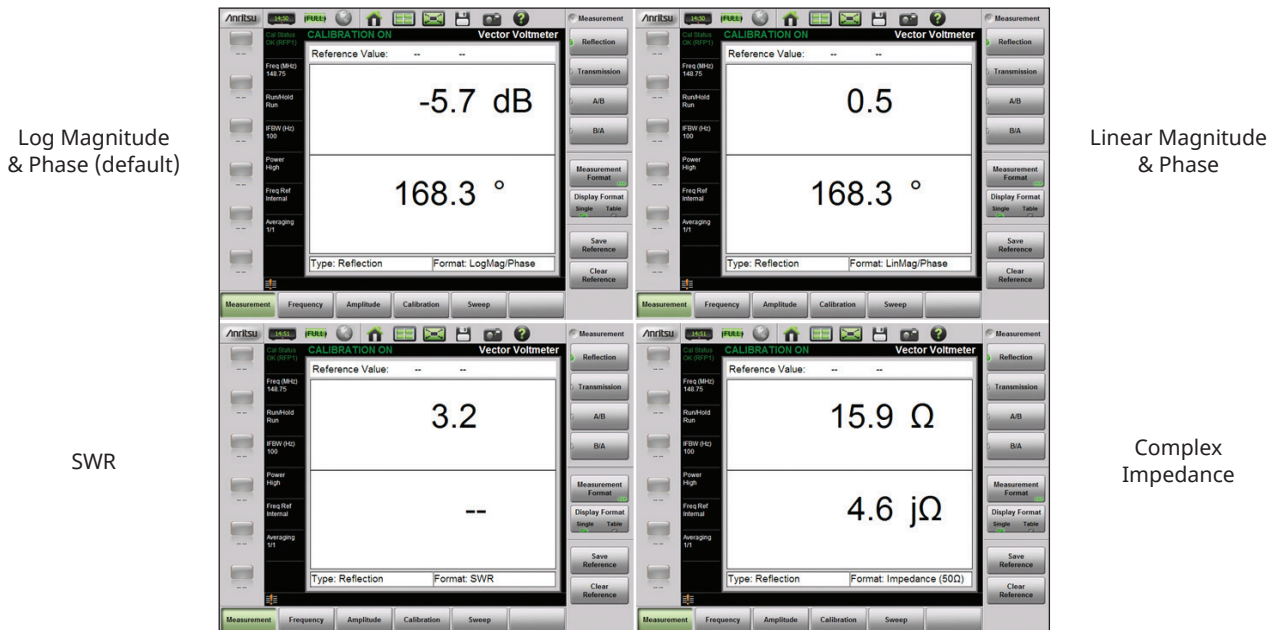 Log Magnitude
& Phase (default)
Anritsu 14:50 (FULL)
Cal Status
OK (RFP1)
CALIBRATION ON
Vector Voltmeter
Reference Value: -- --
Freq (MHz)
148.75
Run/Hold
Run
IFBW (Hz)
100
Power
High
Freq Ref
Internal
Averaging
1/1
-5.7 dB
168.3 °
Type: Reflection Format: LogMag/Phase
Measurement
Reflection
Transmission
A/B
B/A
Measurement
Format
Display Format
Single Table
Save
Reference
Clear
Reference
Measurement Frequency Amplitude Calibration Sweep
Anritsu 14:50 (FULL)
Cal Status
OK (RFP1)
CALIBRATION ON
Vector Voltmeter
Reference Value: -- --
Freq (MHz)
148.75
Run/Hold
Run
IFBW (Hz)
100
Power
High
Freq Ref
Internal
Averaging
1/1
0.5
168.3 °
Type: Reflection Format: LinMag/Phase
Measurement
Reflection
Transmission
A/B
B/A
Measurement
Format
Display Format
Single Table
Save
Reference
Clear
Reference
Measurement Frequency Amplitude Calibration Sweep
Linear Magnitude
& Phase
SWR
Anritsu 14:51 (FULL)
Cal Status
OK (RFP1)
CALIBRATION ON
Vector Voltmeter
Reference Value: -- --
Freq (MHz)
148.75
Run/Hold
Run
IFBW (Hz)
100
Power
High
Freq Ref
Internal
Averaging
1/1
3.2
--
Type: Reflection Format: SWR
Measurement
Reflection
Transmission
A/B
B/A
Measurement
Format
Display Format
Single Table
Save
Reference
Clear
Reference
Measurement Frequency Amplitude Calibration Sweep
Anritsu 14:51 (FULL)
Cal Status
OK (RFP1)
CALIBRATION ON
Vector Voltmeter
Reference Value: -- --
Freq (MHz)
148.75
Run/Hold
Run
IFBW (Hz)
100
Power
High
Freq Ref
Internal
Averaging
1/1
15.9 Ω
4.6 jΩ
Type: Reflection Format: Impedance (50Ω)
Measurement
Reflection
Transmission
A/B
B/A
Measurement
Format
Display Format
Single Table
Save
Reference
Clear
Reference
Measurement Frequency Amplitude Calibration Sweep
Complex
Impedance